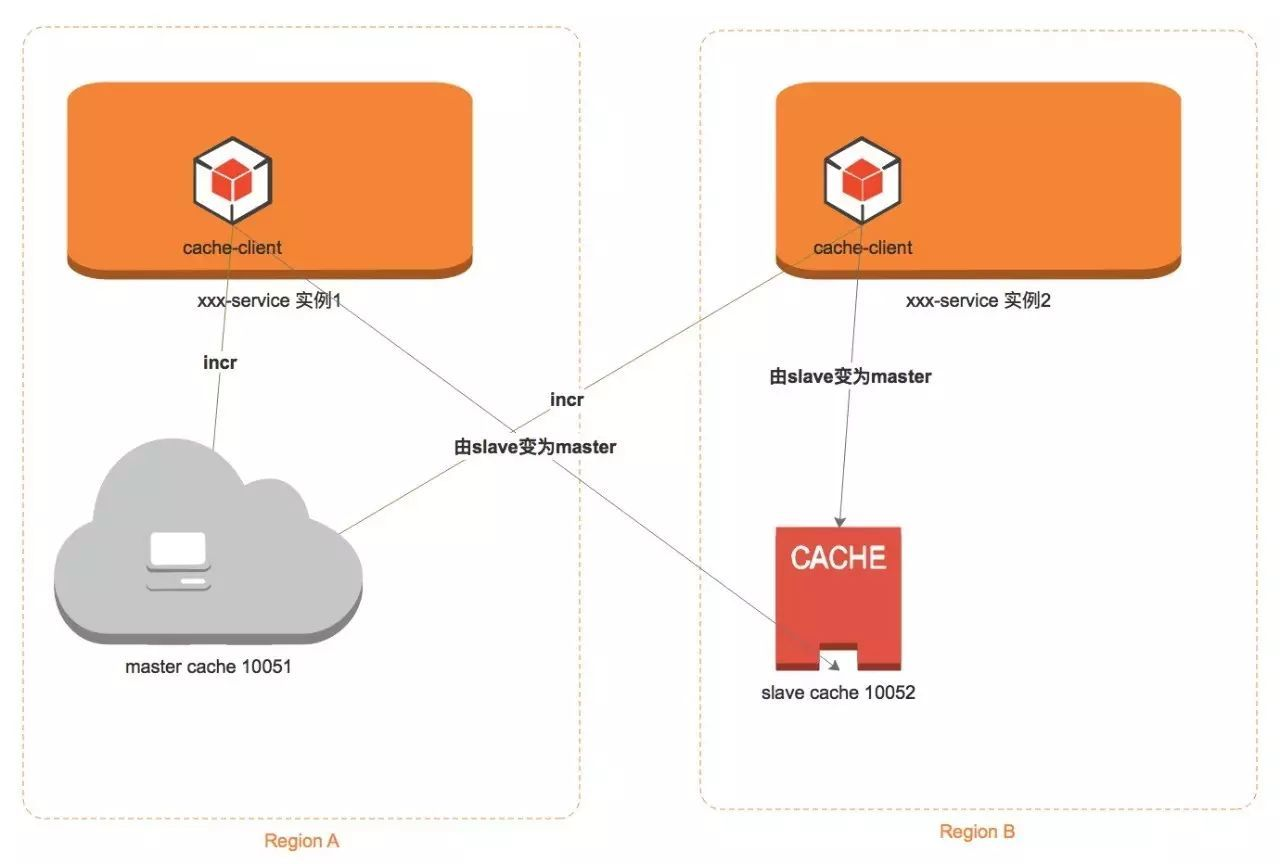 cache-client
xxx-service 实例1
incr
master cache 10051
Region A
cache-client
xxx-service 实例2
incr
由slave变为master
由slave变为master
CACHE
slave cache 10052
Region B